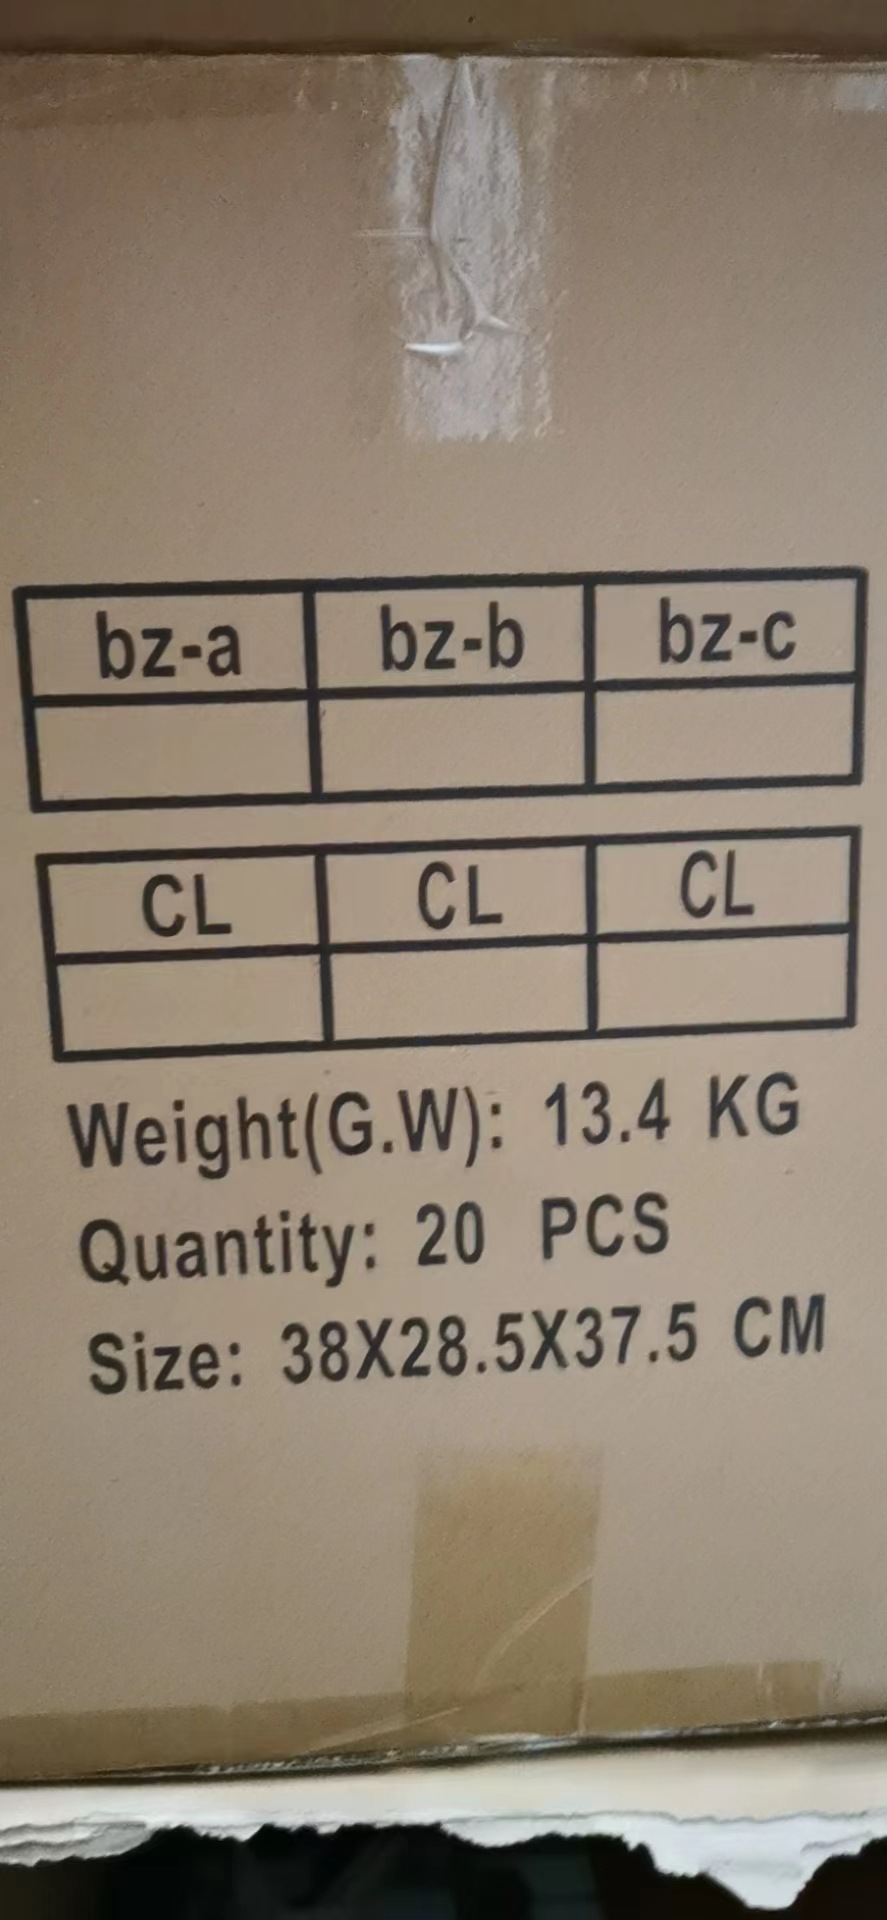 bz-a bz-b bz-c
CL CL CL
Weight(G.W): 13.4 KG
Quantity: 20 PCS
Size: 38X28.5X37.5 CM